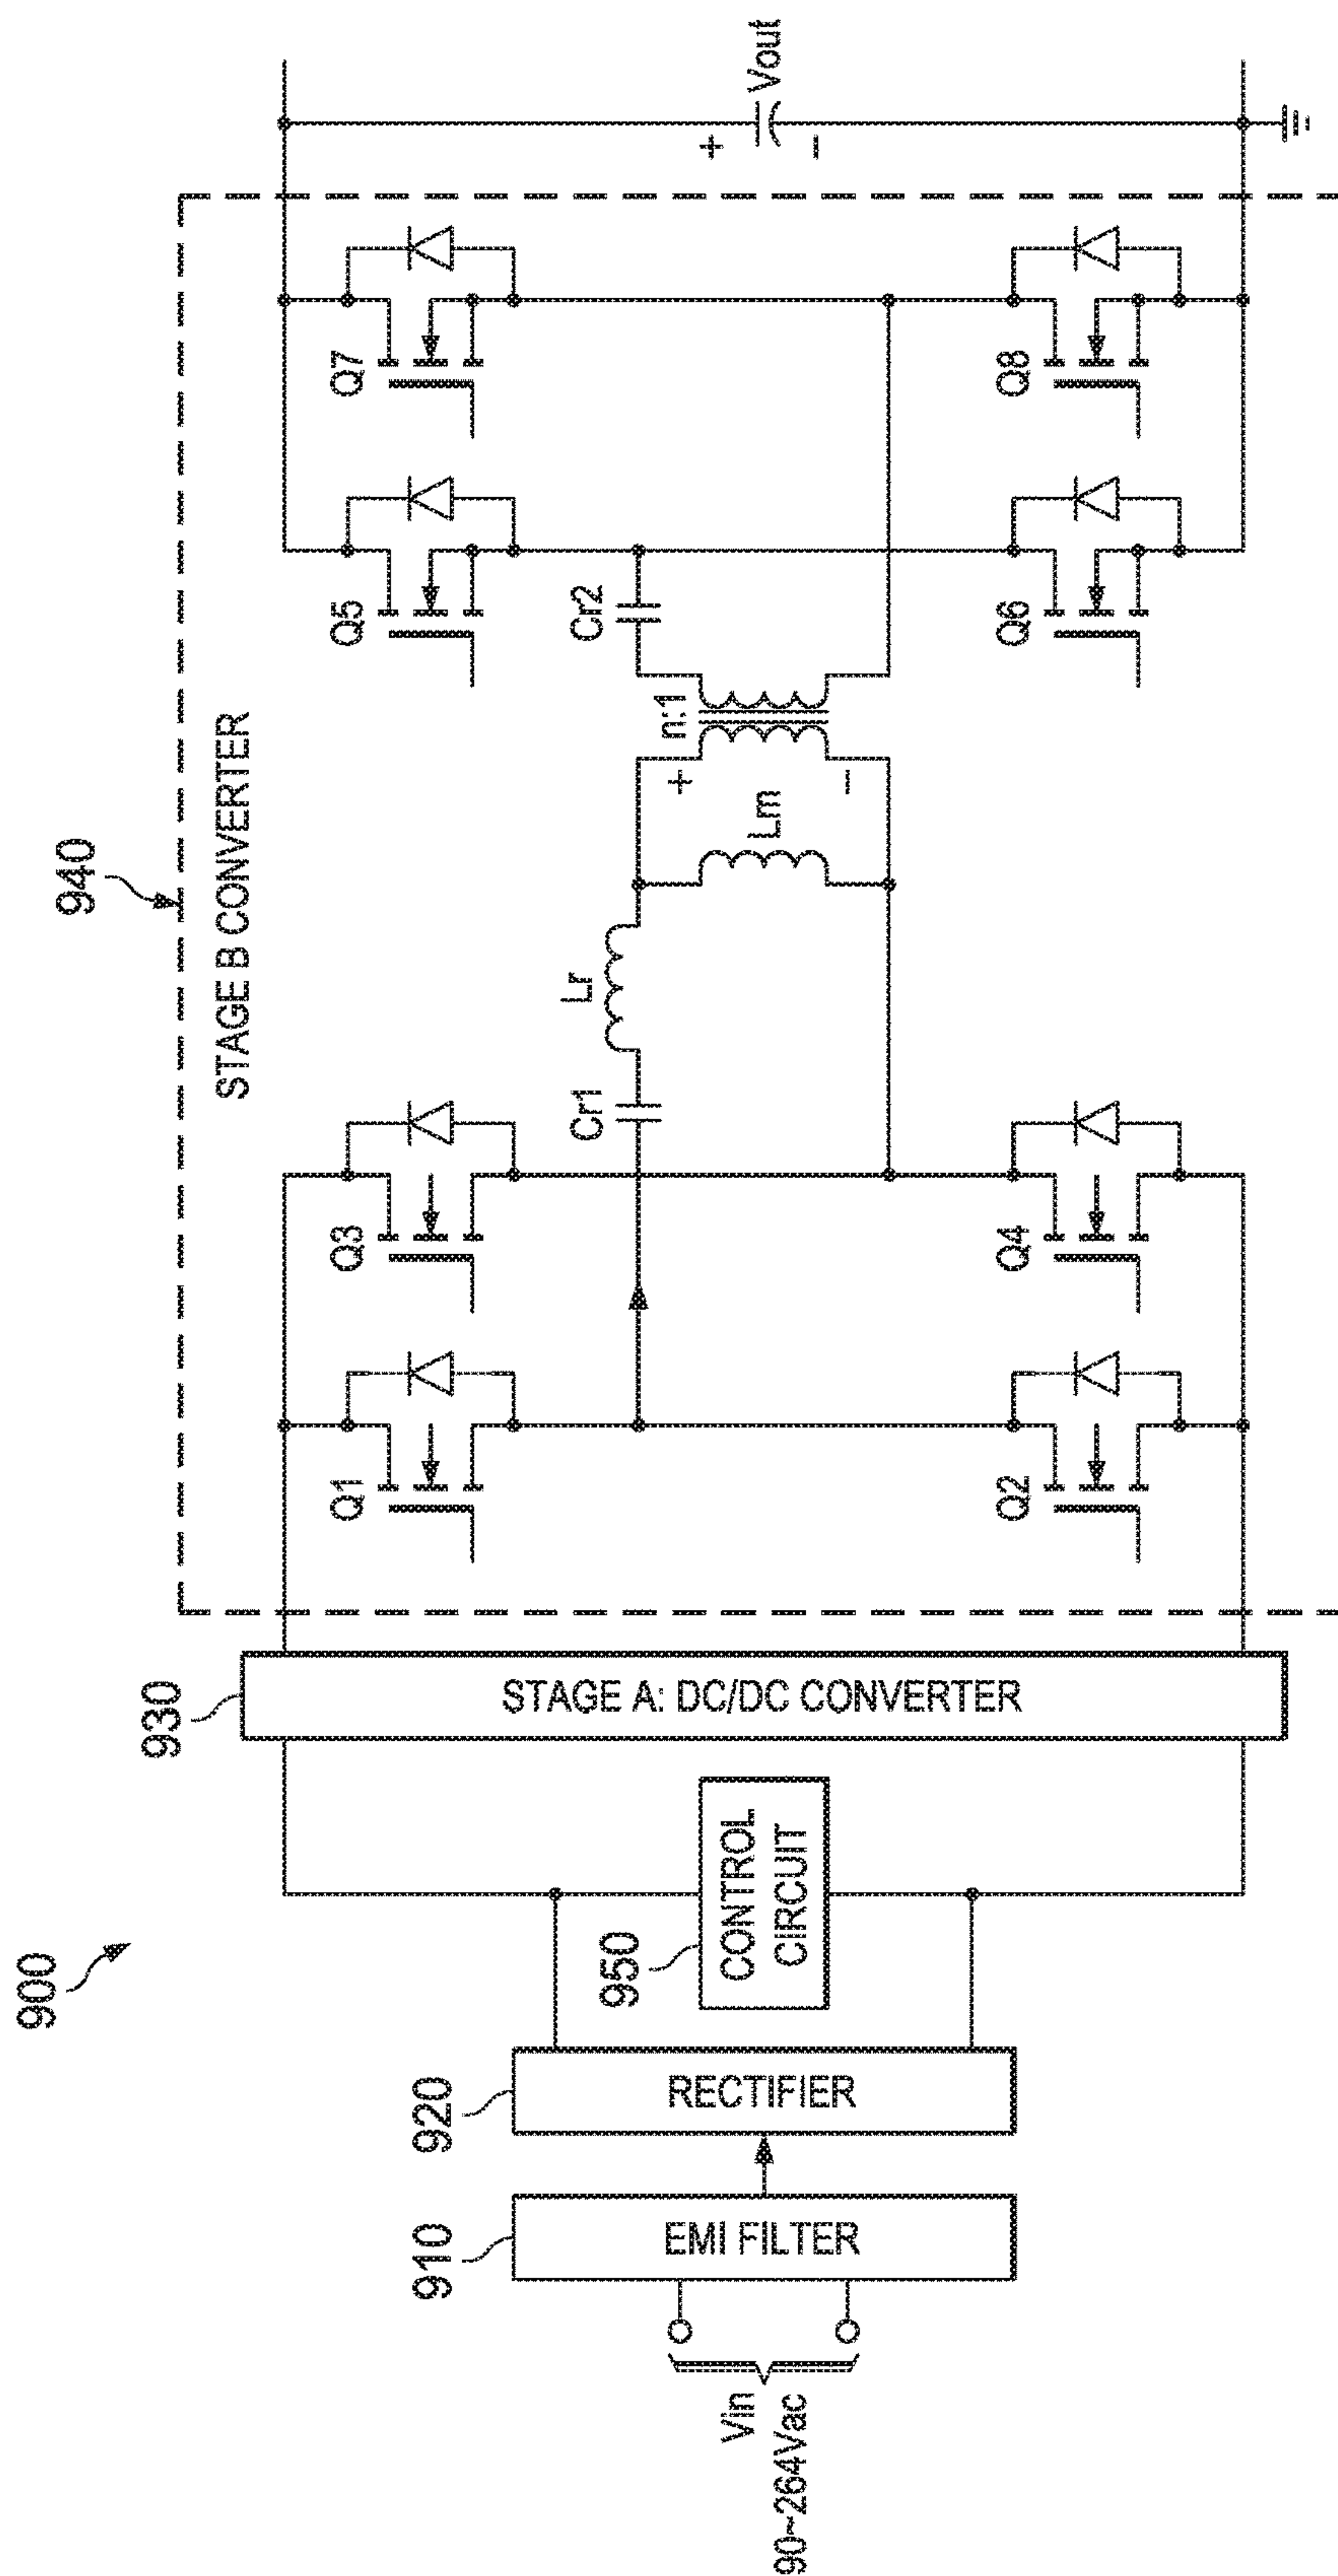 900
940
STAGE B CONVERTER
Vin
90~264Vac
910
EMI FILTER
920
RECTIFIER
950
CONTROL
CIRCUIT
930
STAGE A: DC/DC CONVERTER
Q1
Q3
Q2
Q4
Cr1
Lr
Lm
+
−
n:1
Cr2
Q5
Q7
Q6
Q8
+
−
Vout